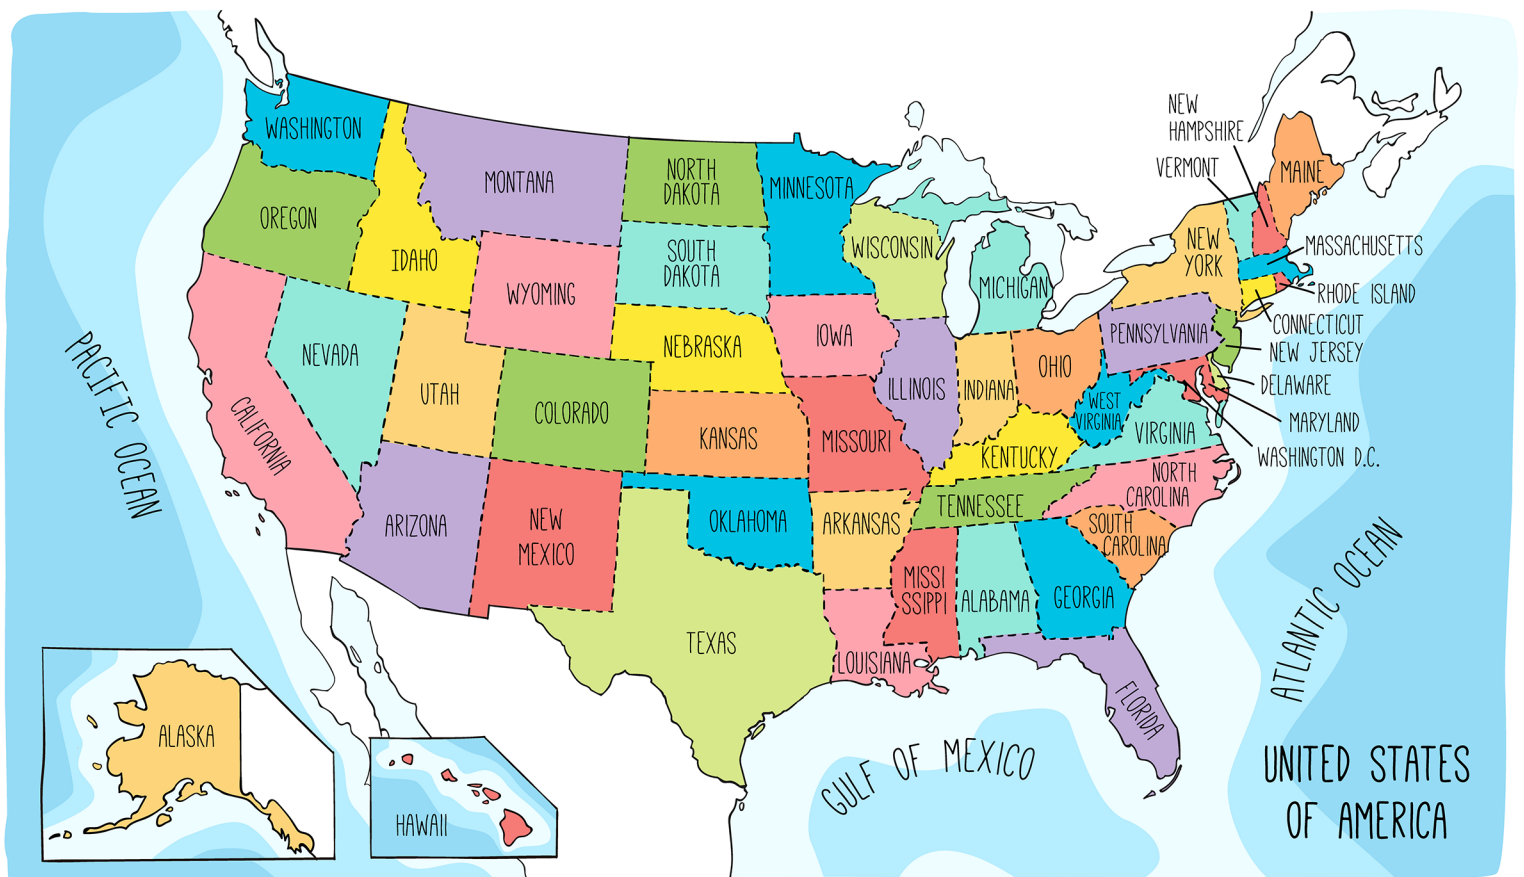 WASHINGTON
OREGON
CALIFORNIA
NEVADA
IDAHO
MONTANA
WYOMING
UTAH
COLORADO
ARIZONA
NEW
MEXICO
NORTH
DAKOTA
SOUTH
DAKOTA
NEBRASKA
KANSAS
OKLAHOMA
TEXAS
MINNESOTA
IOWA
MISSOURI
ARKANSAS
LOUISIANA
WISCONSIN
ILLINOIS
MICHIGAN
INDIANA
OHIO
KENTUCKY
TENNESSEE
MISSI
SSIPPI
ALABAMA
GEORGIA
FLORIDA
SOUTH
CAROLINA
NORTH
CAROLINA
VIRGINIA
WEST
VIRGINIA
PENNSYLVANIA
NEW
YORK
NEW
HAMPSHIRE
VERMONT
MAINE
MASSACHUSETTS
RHODE ISLAND
CONNECTICUT
NEW JERSEY
DELAWARE
MARYLAND
WASHINGTON D.C.
ALASKA
HAWAII
PACIFIC OCEAN
GULF OF MEXICO
ATLANTIC OCEAN
UNITED STATES
OF AMERICA